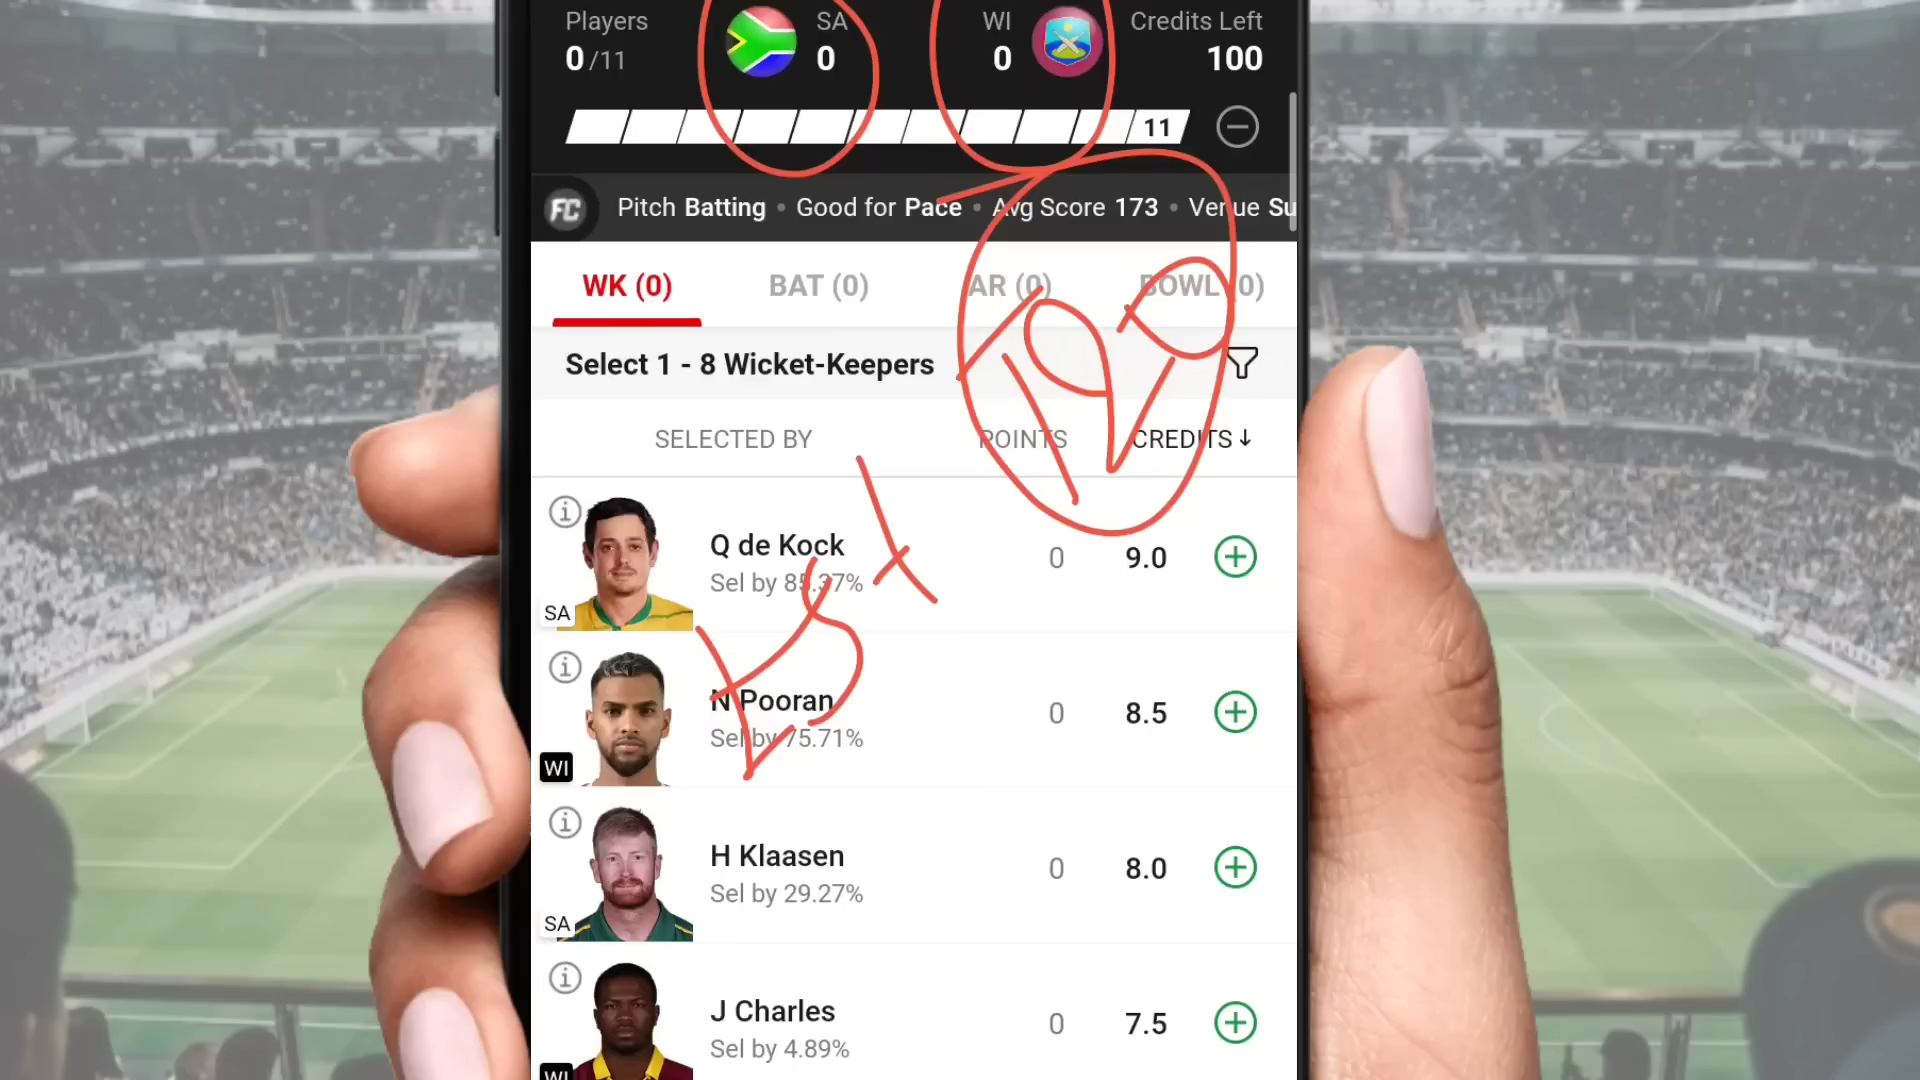 Players SA WI Credits Left
0/11 0 0 100
11
FC Pitch Batting • Good for Pace • Avg Score 173 • Venue Su
WK (0) BAT (0) AR (0) BOWL (0)
Select 1 - 8 Wicket-Keepers
SELECTED BY POINTS CREDITS↓
Q de Kock 0 9.0
Sel by 85.37%
SA
N Pooran 0 8.5
Sel by 75.71%
WI
H Klaasen 0 8.0
Sel by 29.27%
SA
J Charles 0 7.5
Sel by 4.89%
WI